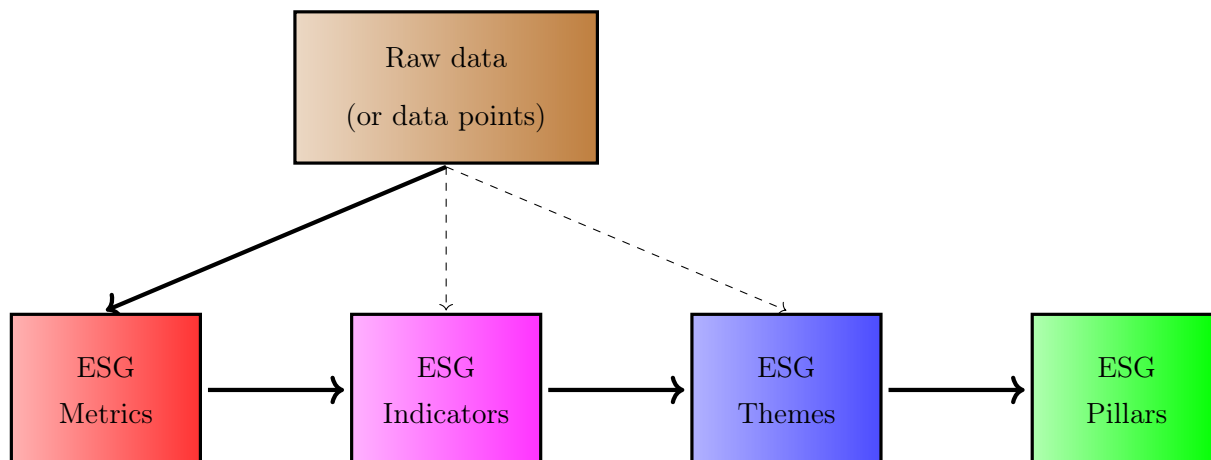 Raw data
(or data points)
ESG
Metrics
ESG
Indicators
ESG
Themes
ESG
Pillars